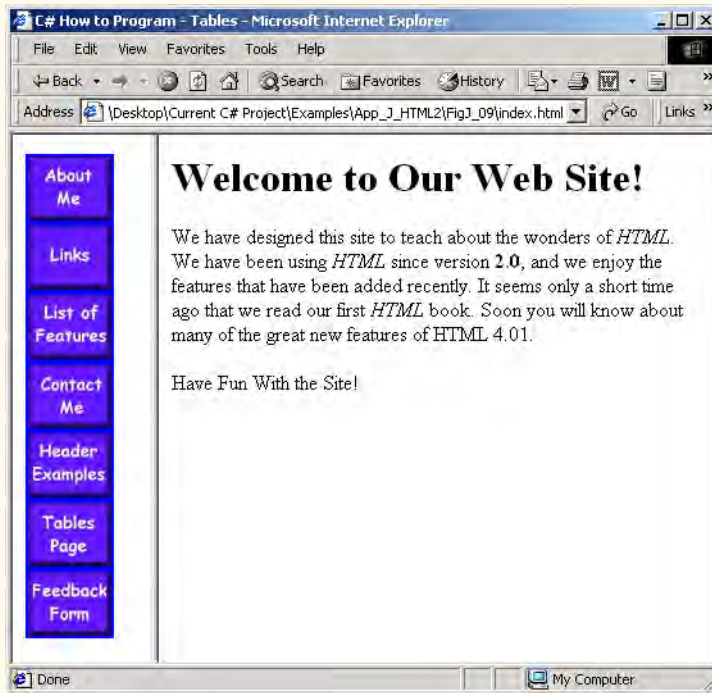 C# How to Program - Tables - Microsoft Internet Explorer
File Edit View Favorites Tools Help
Back Search Favorites History »
Address \Desktop\Current C# Project\Examples\App_J_HTML2\FigJ_09\index.html Go Links »
About
Me
Links
List of
Features
Contact
Me
Header
Examples
Tables
Page
Feedback
Form
Welcome to Our Web Site!
We have designed this site to teach about the wonders of HTML.
We have been using HTML since version 2.0, and we enjoy the
features that have been added recently. It seems only a short time
ago that we read our first HTML book. Soon you will know about
many of the great new features of HTML 4.01.
Have Fun With the Site!
Done My Computer